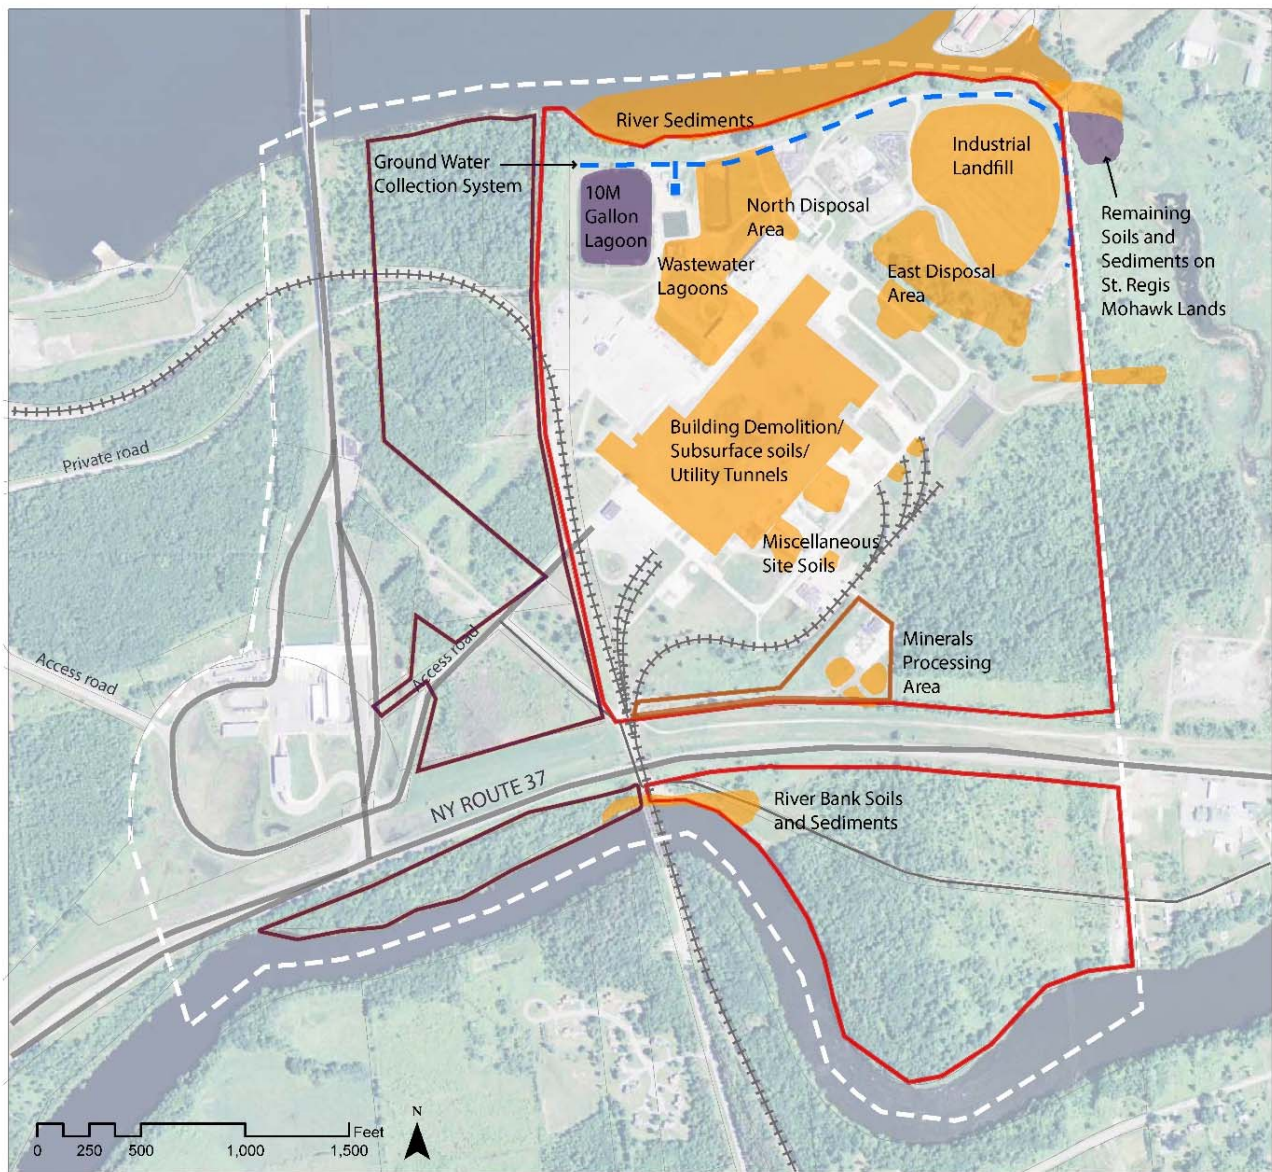 River Sediments
Ground Water
Collection System
10M
Gallon
Lagoon
Industrial
Landfill
North Disposal
Area
Remaining
Soils and
Sediments on
St. Regis
Mohawk Lands
Wastewater
Lagoons
East Disposal
Area
Building Demolition/
Subsurface soils/
Utility Tunnels
Private road
Miscellaneous
Site Soils
Access road
Access road
Minerals
Processing
Area
NY ROUTE 37
River Bank Soils
and Sediments
N
Feet
0 250 500 1,000 1,500